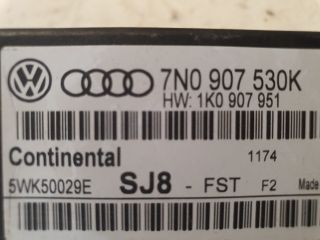 7N0 907 530K
HW: 1K0 907 951
Continental 1174
5WK50029E SJ8 - FST F2 Made